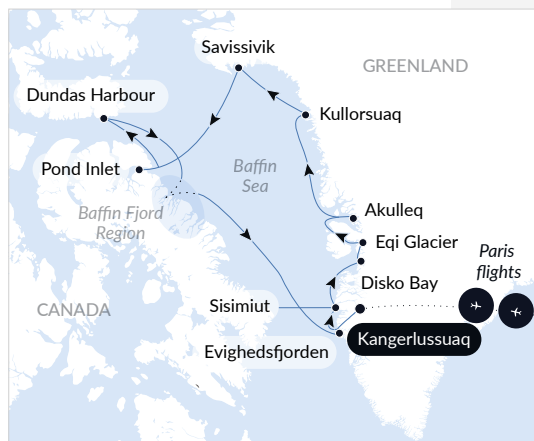 Savissivik
GREENLAND
Dundas Harbour
Kullorsuaq
Pond Inlet
Baffin
Sea
Baffin Fjord
Region
Akulleq
Eqi Glacier
Paris
flights
Disko Bay
CANADA
Sisimiut
Kangerlussuaq
Evighedsfjorden